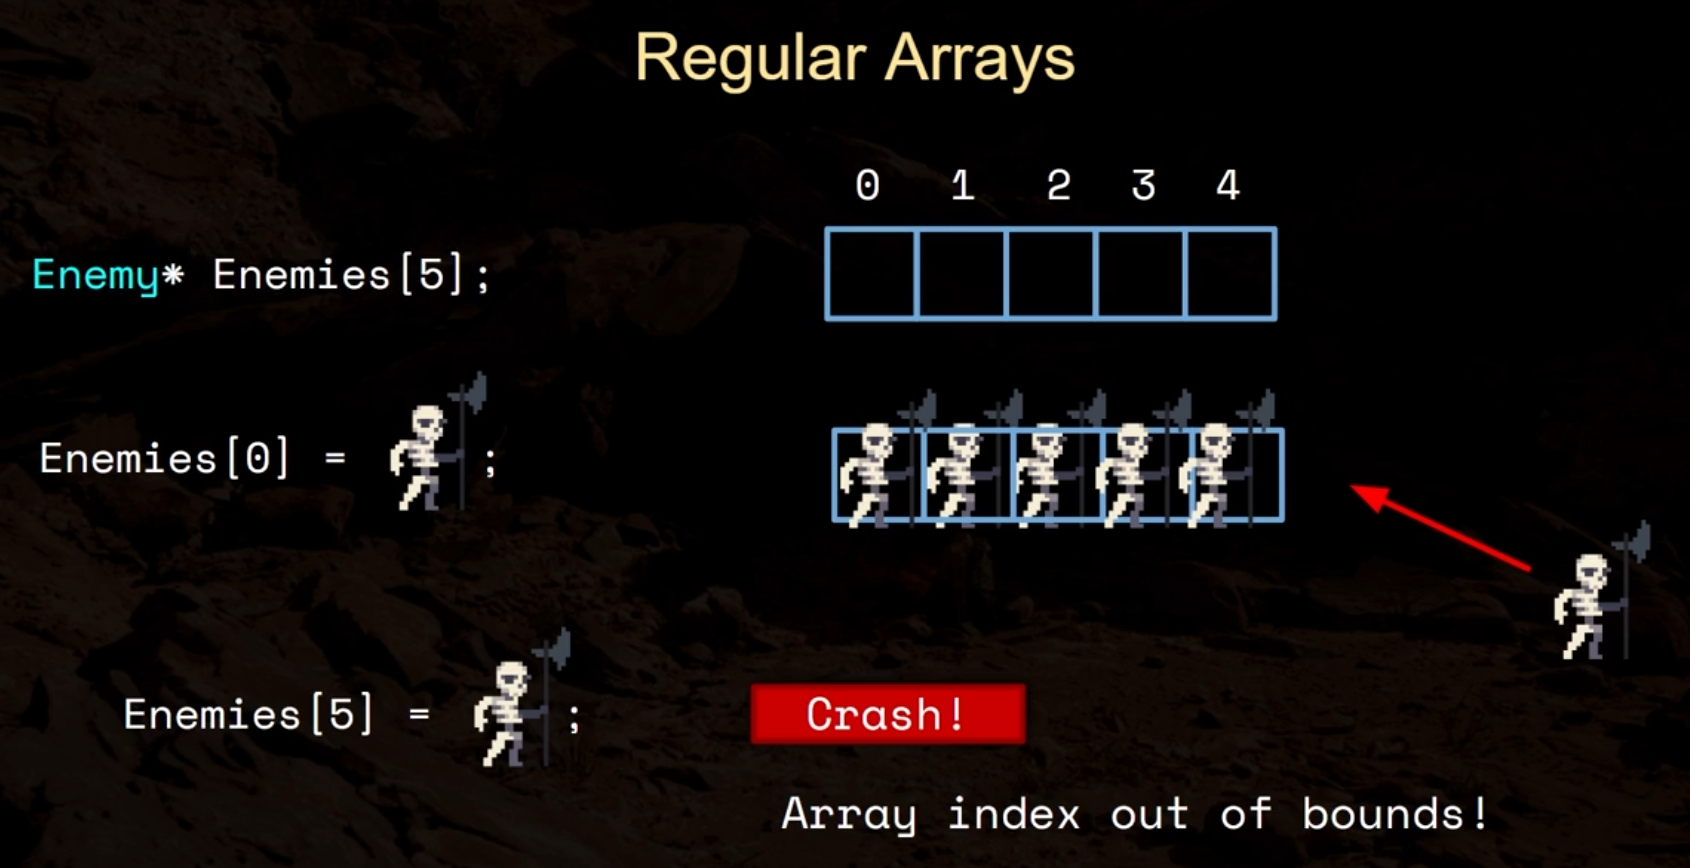 Regular Arrays
0 1 2 3 4
Enemy* Enemies[5];
Enemies[0] = ;
Enemies[5] = ;
Crash!
Array index out of bounds!